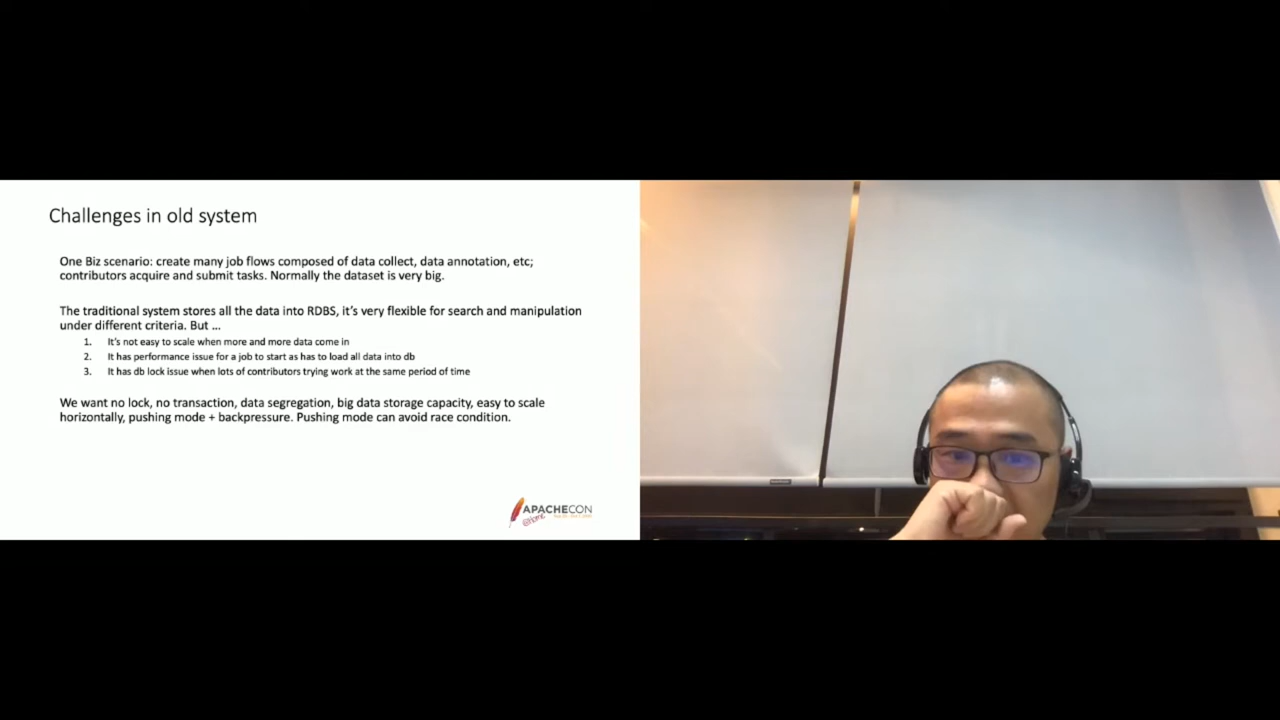 Challenges in old system
One Biz scenario: create many job flows composed of data collect, data annotation, etc;
contributors acquire and submit tasks. Normally the dataset is very big.
The traditional system stores all the data into RDBS, it's very flexible for search and manipulation
under different criteria. But ...
1. It's not easy to scale when more and more data come in
2. It has performance issue for a job to start as has to load all data into db
3. It has db lock issue when lots of contributors trying work at the same period of time
We want no lock, no transaction, data segregation, big data storage capacity, easy to scale
horizontally, pushing mode + backpressure. Pushing mode can avoid race condition.
APACHECON
@Home